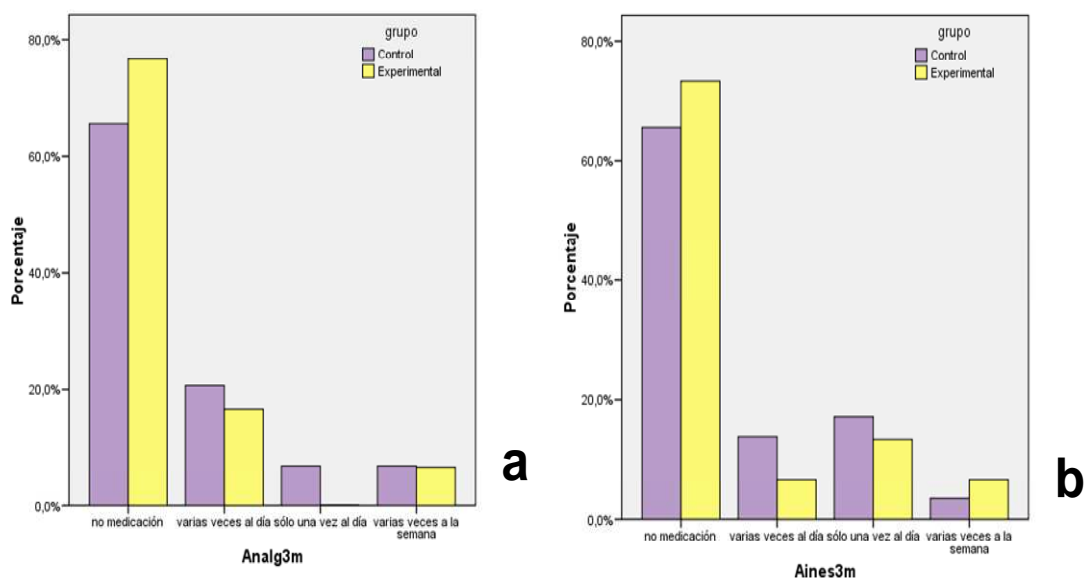 grupo
Control
Experimental
80,0%
60,0%
40,0%
20,0%
0,0%
Porcentaje
no medicación
varias veces al día
sólo una vez al día
varias veces a la
semana
Analg3m
a
grupo
Control
Experimental
80,0%
60,0%
40,0%
20,0%
0,0%
Porcentaje
no medicación
varias veces al día
sólo una vez al día
varias veces a la
semana
Aines3m
b